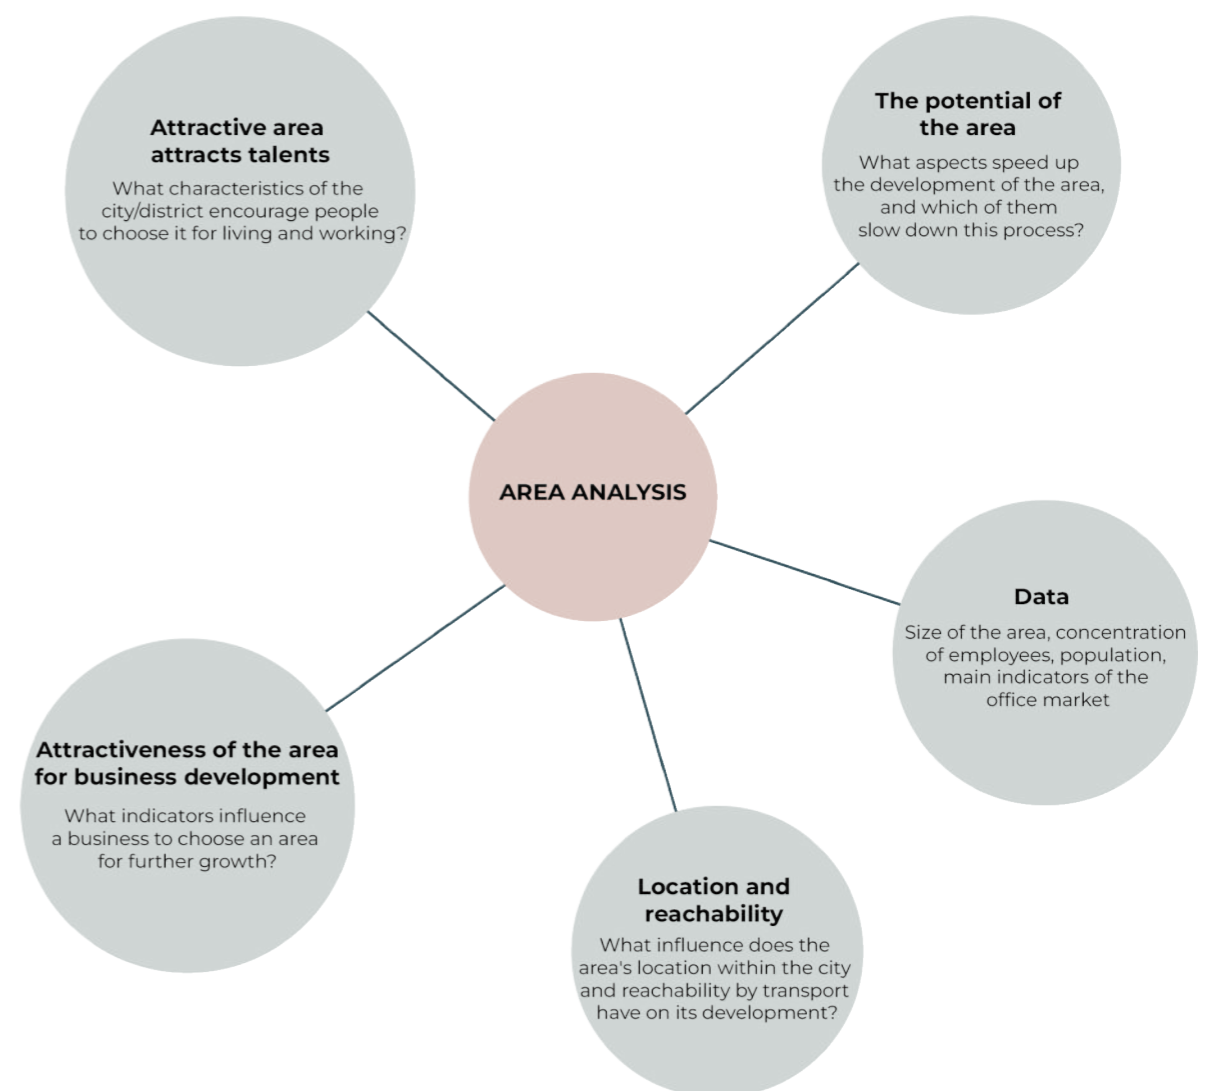 Attractive area
attracts talents
What characteristics of the
city/district encourage people
to choose it for living and working?
The potential of
the area
What aspects speed up
the development of the area,
and which of them
slow down this process?
AREA ANALYSIS
Data
Size of the area, concentration
of employees, population,
main indicators of the
office market
Attractiveness of the area
for business development
What indicators influence
a business to choose an area
for further growth?
Location and
reachability
What influence does the
area's location within the city
and reachability by transport
have on its development?